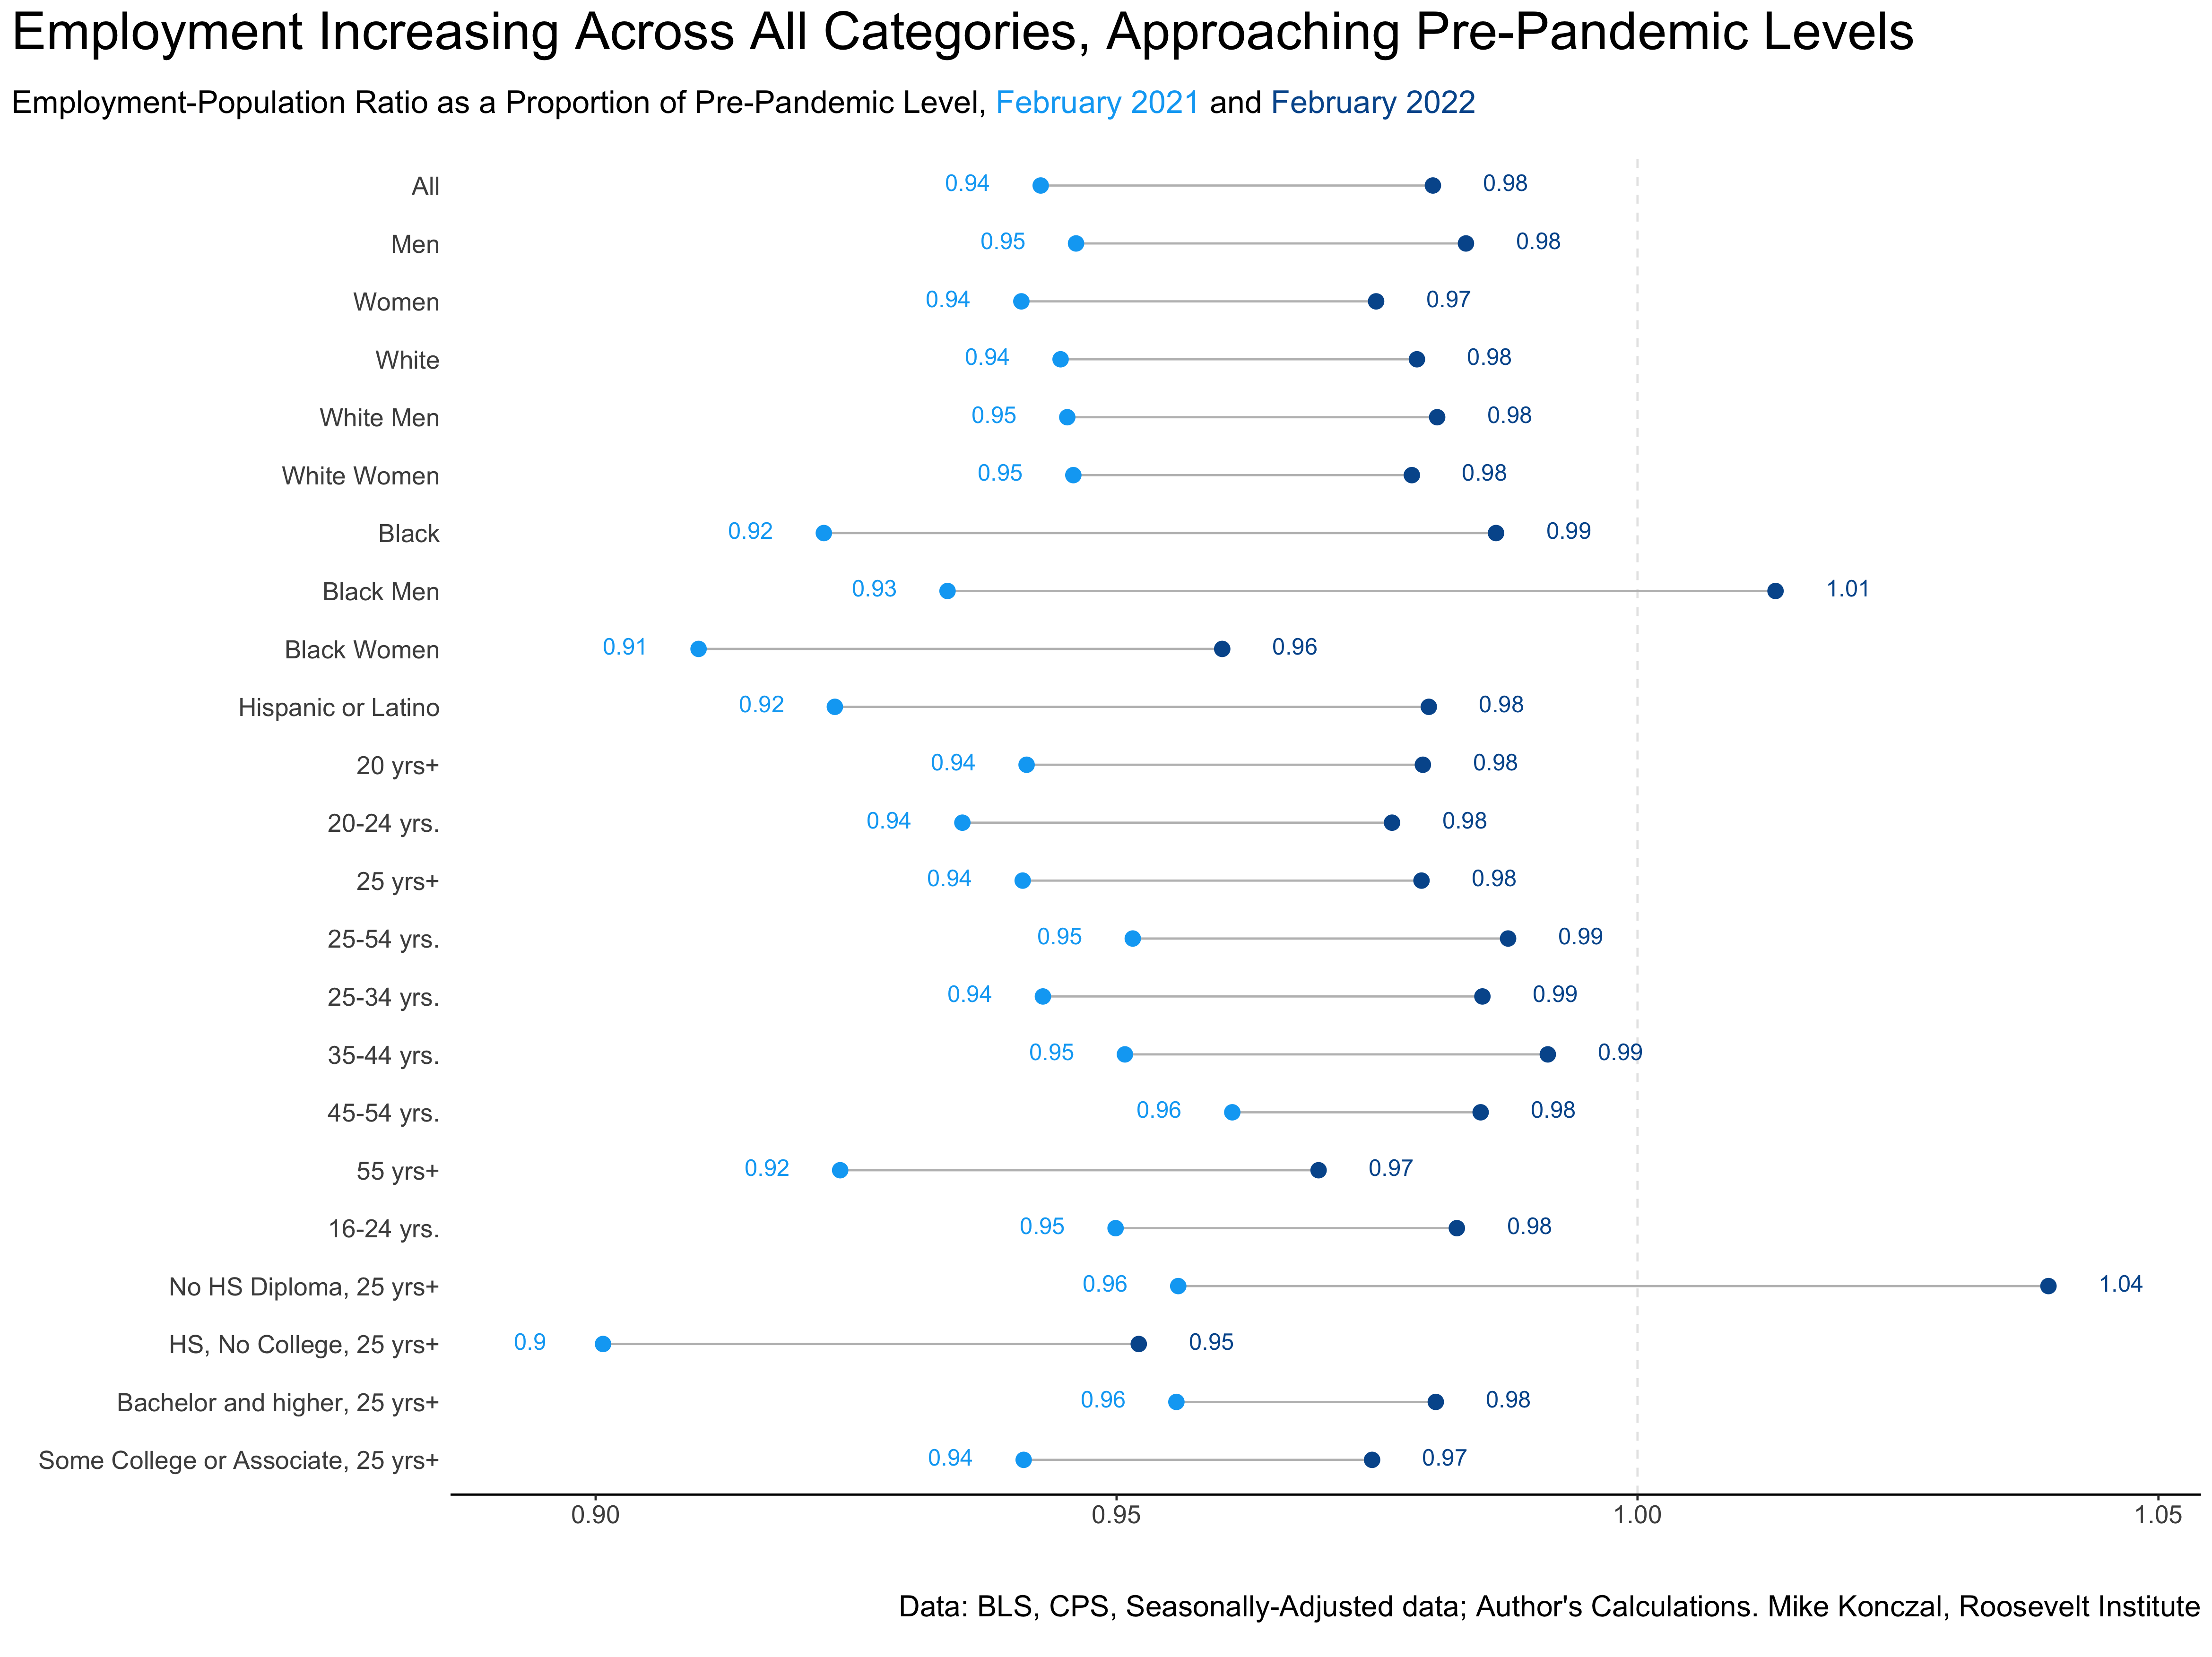 Employment Increasing Across All Categories, Approaching Pre-Pandemic Levels
Employment-Population Ratio as a Proportion of Pre-Pandemic Level, February 2021 and February 2022
All 0.94 0.98
Men 0.95 0.98
Women 0.94 0.97
White 0.94 0.98
White Men 0.95 0.98
White Women 0.95 0.98
Black 0.92 0.99
Black Men 0.93 1.01
Black Women 0.91 0.96
Hispanic or Latino 0.92 0.98
20 yrs+ 0.94 0.98
20-24 yrs. 0.94 0.98
25 yrs+ 0.94 0.98
25-54 yrs. 0.95 0.99
25-34 yrs. 0.94 0.99
35-44 yrs. 0.95 0.99
45-54 yrs. 0.96 0.98
55 yrs+ 0.92 0.97
16-24 yrs. 0.95 0.98
No HS Diploma, 25 yrs+ 0.96 1.04
HS, No College, 25 yrs+ 0.9 0.95
Bachelor and higher, 25 yrs+ 0.96 0.98
Some College or Associate, 25 yrs+ 0.94 0.97
0.90 0.95 1.00 1.05
Data: BLS, CPS, Seasonally-Adjusted data; Author's Calculations. Mike Konczal, Roosevelt Institute